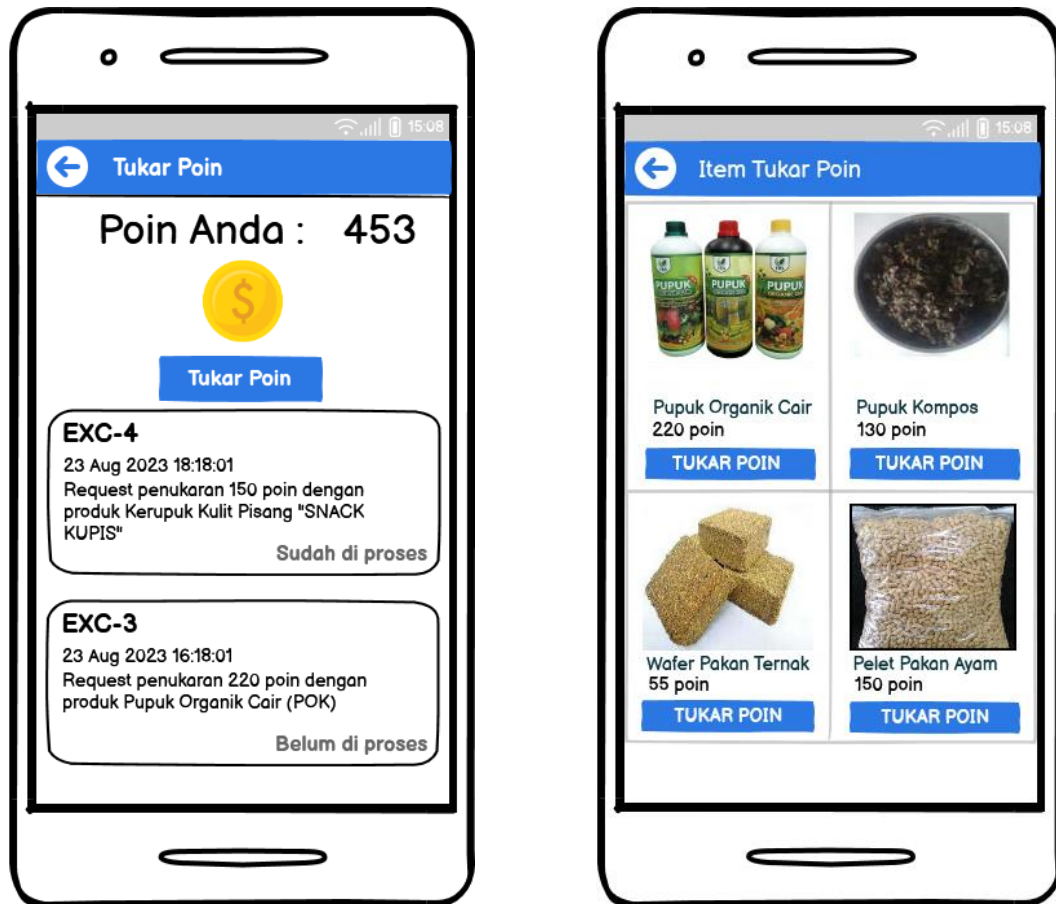 15:08
Tukar Poin
Poin Anda : 453
$
Tukar Poin
EXC-4
23 Aug 2023 18:18:01
Request penukaran 150 poin dengan
produk Kerupuk Kulit Pisang "SNACK
KUPIS"
Sudah di proses
EXC-3
23 Aug 2023 16:18:01
Request penukaran 220 poin dengan
produk Pupuk Organik Cair (POK)
Belum di proses
15:08
Item Tukar Poin
PUPUK
PUPUK
PUPUK
Pupuk Organik Cair
220 poin
TUKAR POIN
Pupuk Kompos
130 poin
TUKAR POIN
Wafer Pakan Ternak
55 poin
TUKAR POIN
Pelet Pakan Ayam
150 poin
TUKAR POIN